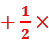 + 1/2 ×